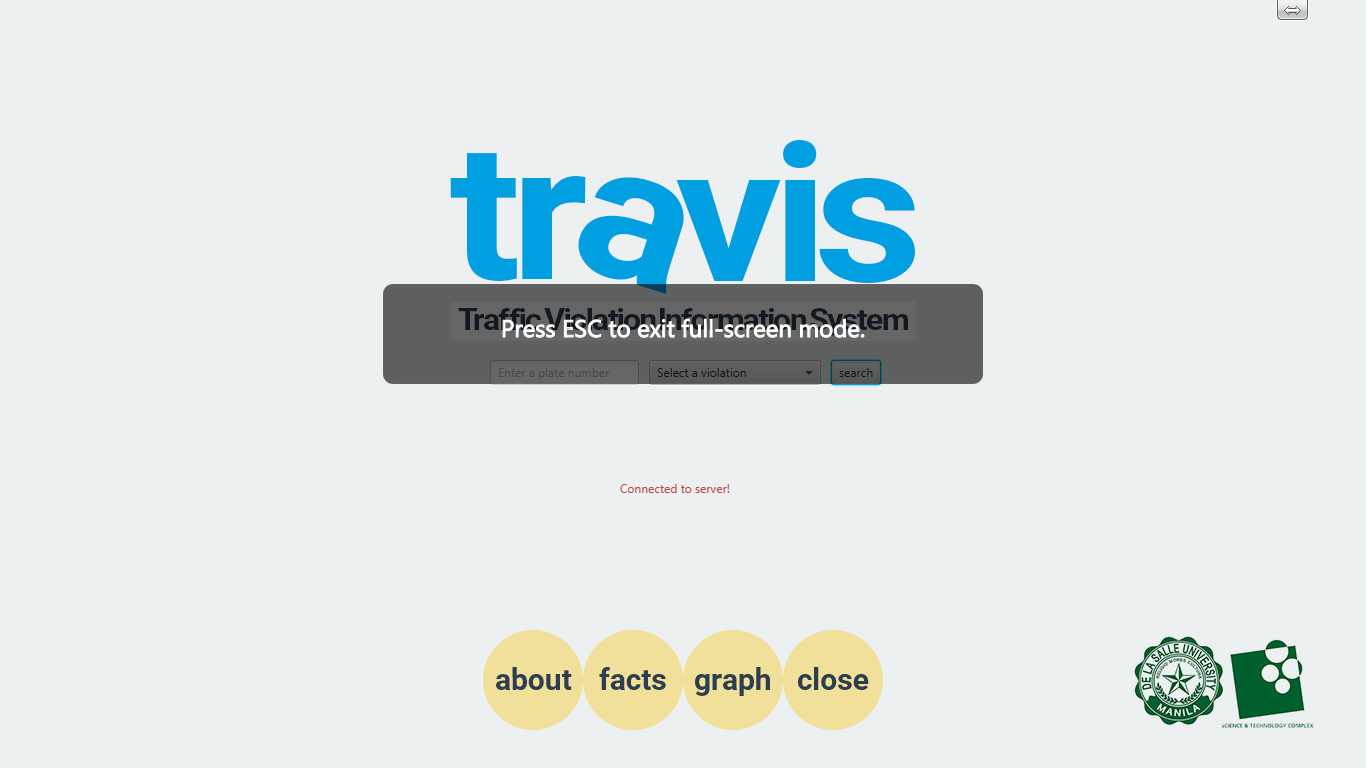 travis
Traffic Violation Information System
Press ESC to exit full-screen mode.
Enter a plate number Select a violation search
Connected to server!
about facts graph close
DE LA SALLE UNIVERSITY
MANILA
SCIENCE & TECHNOLOGY COMPLEX